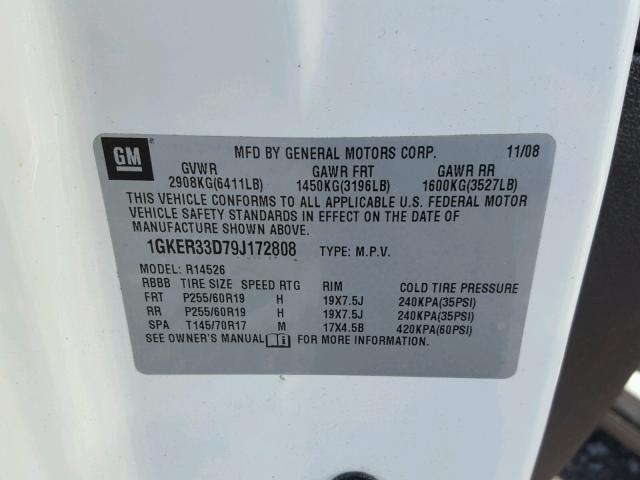 GM
MFD BY GENERAL MOTORS CORP. 11/08
GVWR GAWR FRT GAWR RR
2908KG(6411LB) 1450KG(3196LB) 1600KG(3527LB)
THIS VEHICLE CONFORMS TO ALL APPLICABLE U.S. FEDERAL MOTOR
VEHICLE SAFETY STANDARDS IN EFFECT ON THE DATE OF
MANUFACTURE SHOWN ABOVE.
1GKER33D79J172808 TYPE: M.P.V.
MODEL: R14526
RBBB TIRE SIZE SPEED RTG RIM COLD TIRE PRESSURE
FRT P255/60R19 H 19X7.5J 240KPA(35PSI)
RR P255/60R19 H 19X7.5J 240KPA(35PSI)
SPA T145/70R17 M 17X4.5B 420KPA(60PSI)
SEE OWNER'S MANUAL FOR MORE INFORMATION.